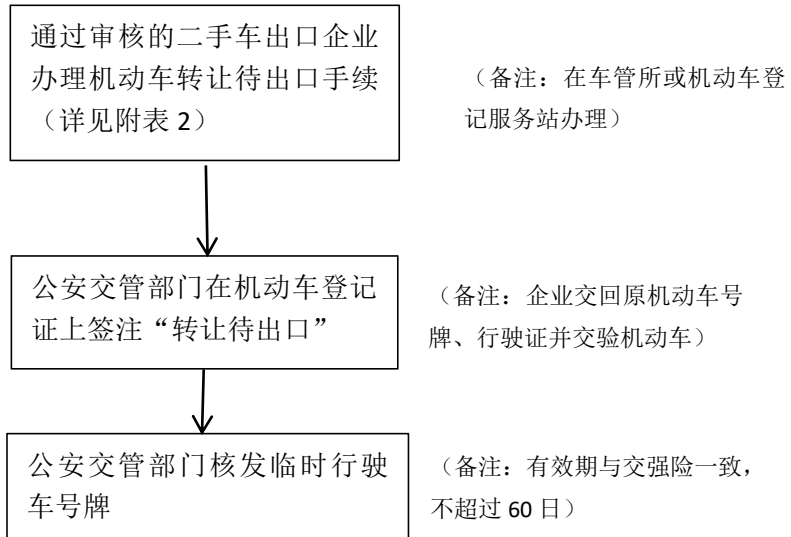 通过审核的二手车出口企业
办理机动车转让待出口手续
（详见附表 2）
（备注：在车管所或机动车登
记服务站办理）
公安交管部门在机动车登记
证上签注“转让待出口”
（备注：企业交回原机动车号
牌、行驶证并交验机动车）
公安交管部门核发临时行驶
车号牌
（备注：有效期与交强险一致，
不超过 60 日）